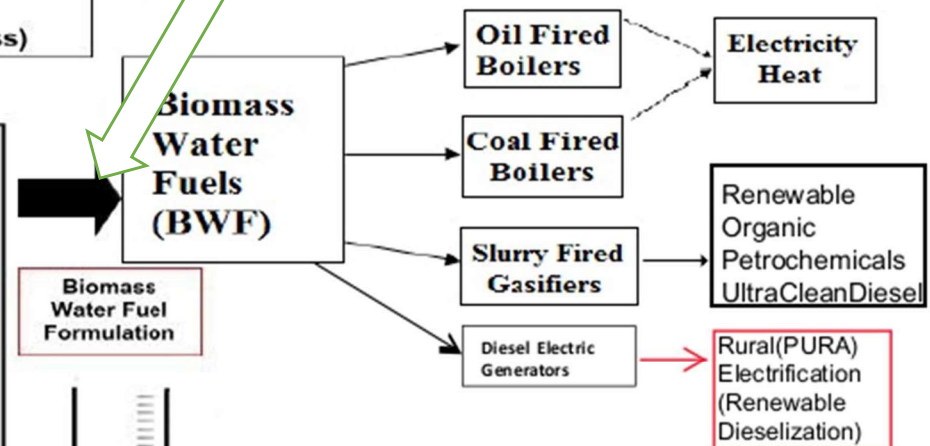 ss)
Biomass
Water
Fuels
(BWF)
Biomass
Water Fuel
Formulation
Oil Fired
Boilers
Coal Fired
Boilers
Slurry Fired
Gasifiers
Diesel Electric
Generators
Electricity
Heat
Renewable
Organic
Petrochemicals
UltraCleanDiesel
Rural(PURA)
Electrification
(Renewable
Dieselization)